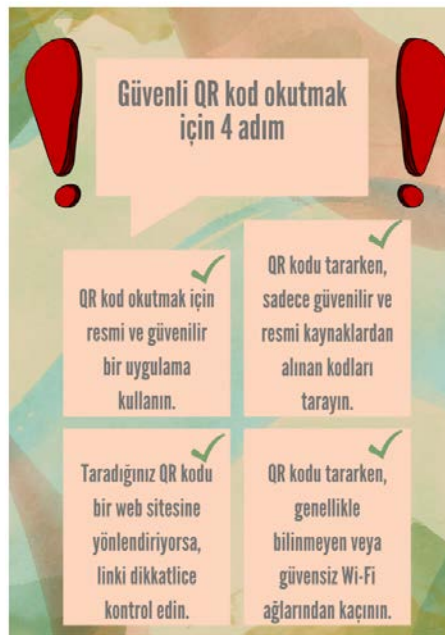 Güvenli QR kod okutmak
için 4 adım
QR kod okutmak için
resmi ve güvenilir
bir uygulama
kullanın.
QR kodu tararken,
sadece güvenilir ve
resmi kaynaklardan
alınan kodları
tarayın.
Taradığınız QR kodu
bir web sitesine
yönlendiriyorsa,
linki dikkatlice
kontrol edin.
QR kodu tararken,
genellikle
bilinmeyen veya
güvensiz Wi-Fi
ağlarından kaçının.